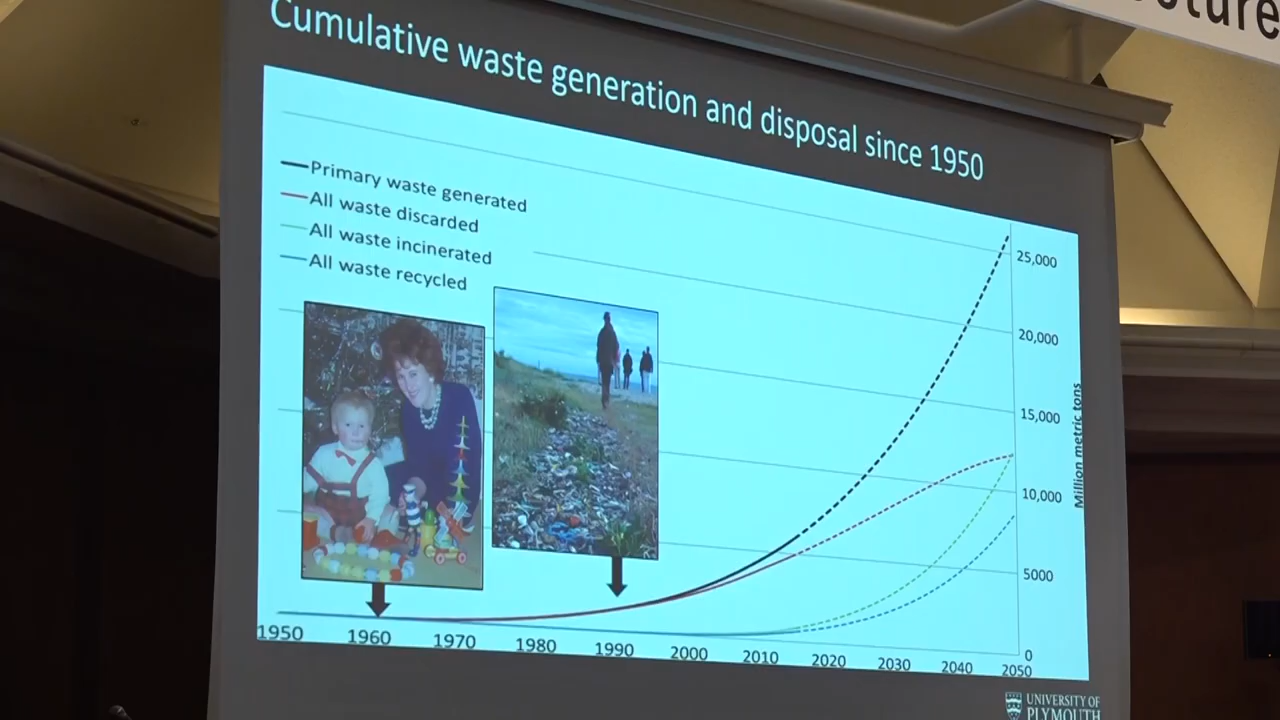 Cumulative waste generation and disposal since 1950
Primary waste generated
All waste discarded
All waste incinerated
All waste recycled
25,000
20,000
15,000
10,000
5000
0
Million metric tons
1950 1960 1970 1980 1990 2000 2010 2020 2030 2040 2050
UNIVERSITY OF
PLYMOUTH